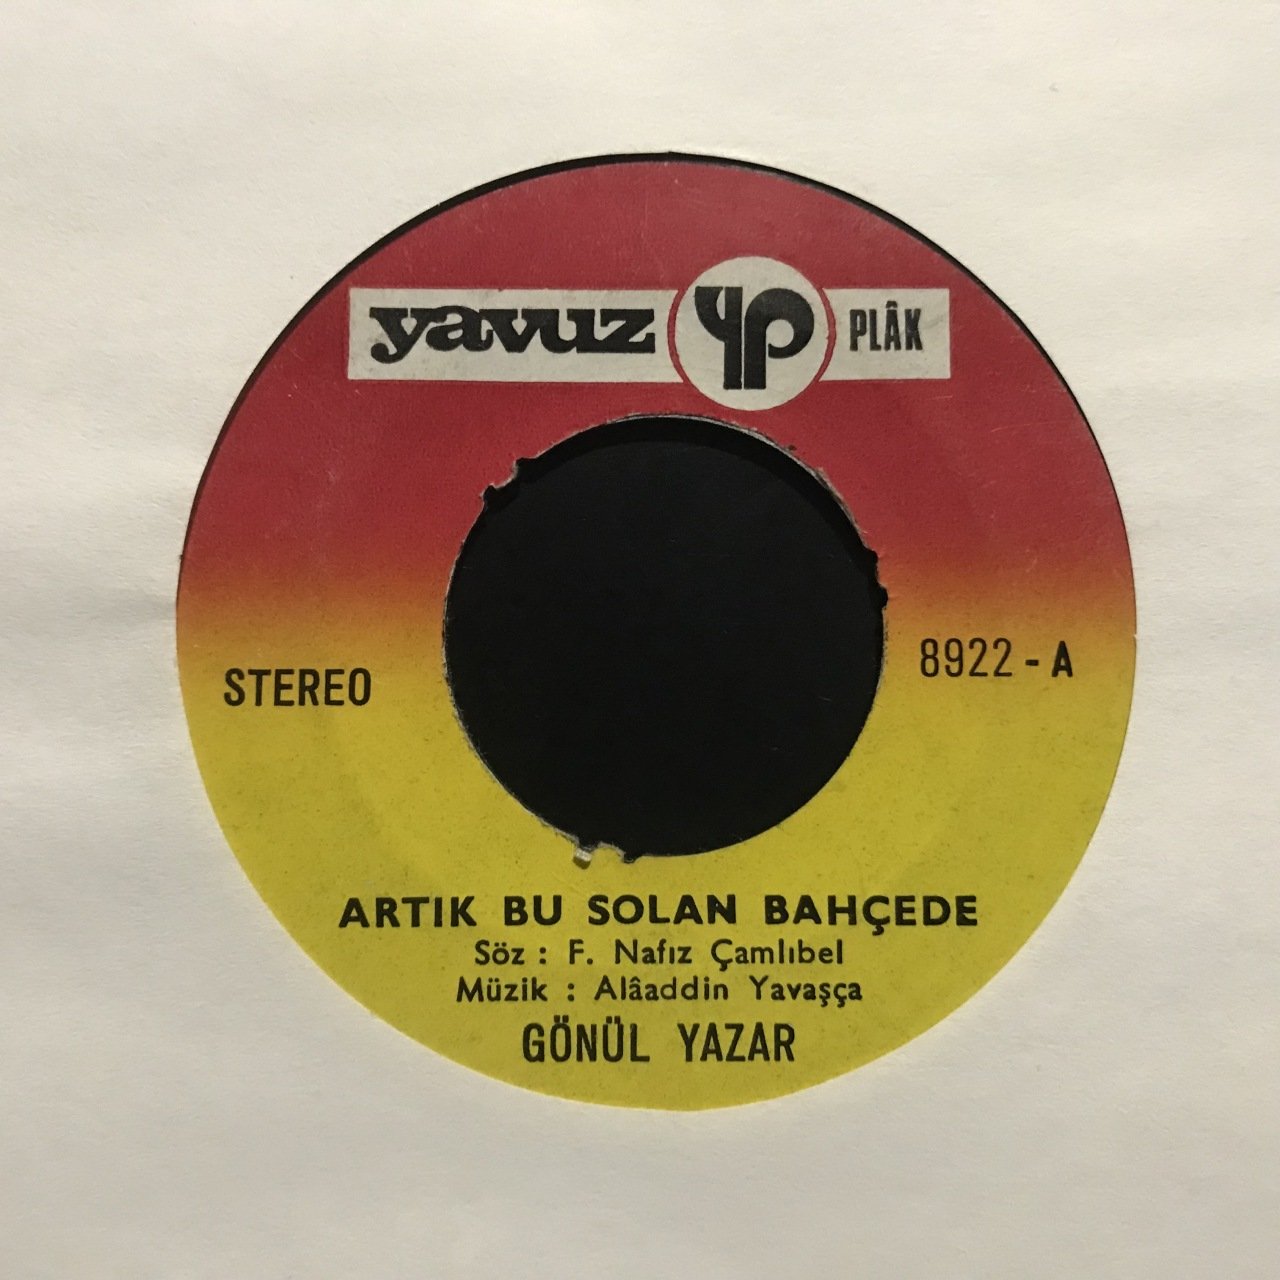 yavuz yp PLÂK
STEREO
8922 - A
ARTIK BU SOLAN BAHÇEDE
Söz : F. Nafız Çamlıbel
Müzik : Alâaddin Yavaşça
GÖNÜL YAZAR